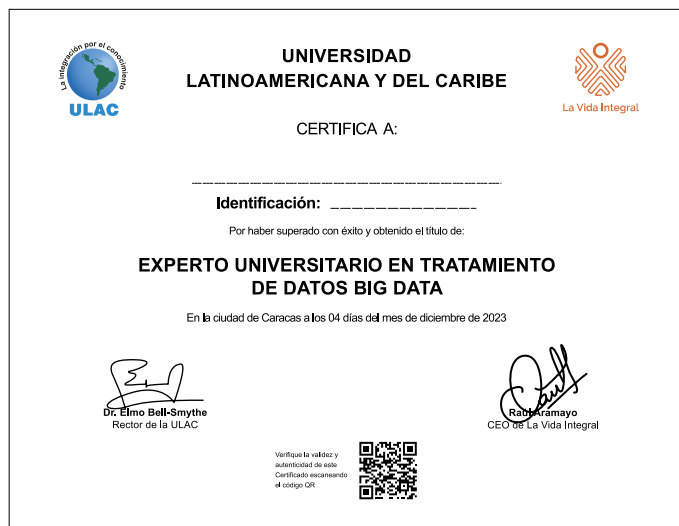 La integración por el conocimiento
ULAC
UNIVERSIDAD
LATINOAMERICANA Y DEL CARIBE
La Vida Integral
CERTIFICA A:
Identificación:
Por haber superado con éxito y obtenido el título de:
EXPERTO UNIVERSITARIO EN TRATAMIENTO
DE DATOS BIG DATA
En la ciudad de Caracas a los 04 días del mes de diciembre de 2023
Dr. Elmo Bell-Smythe
Rector de la ULAC
Raúl Aramayo
CEO de La Vida Integral
Verifique la validez y
autenticidad de este
Certificado escaneando
el código QR